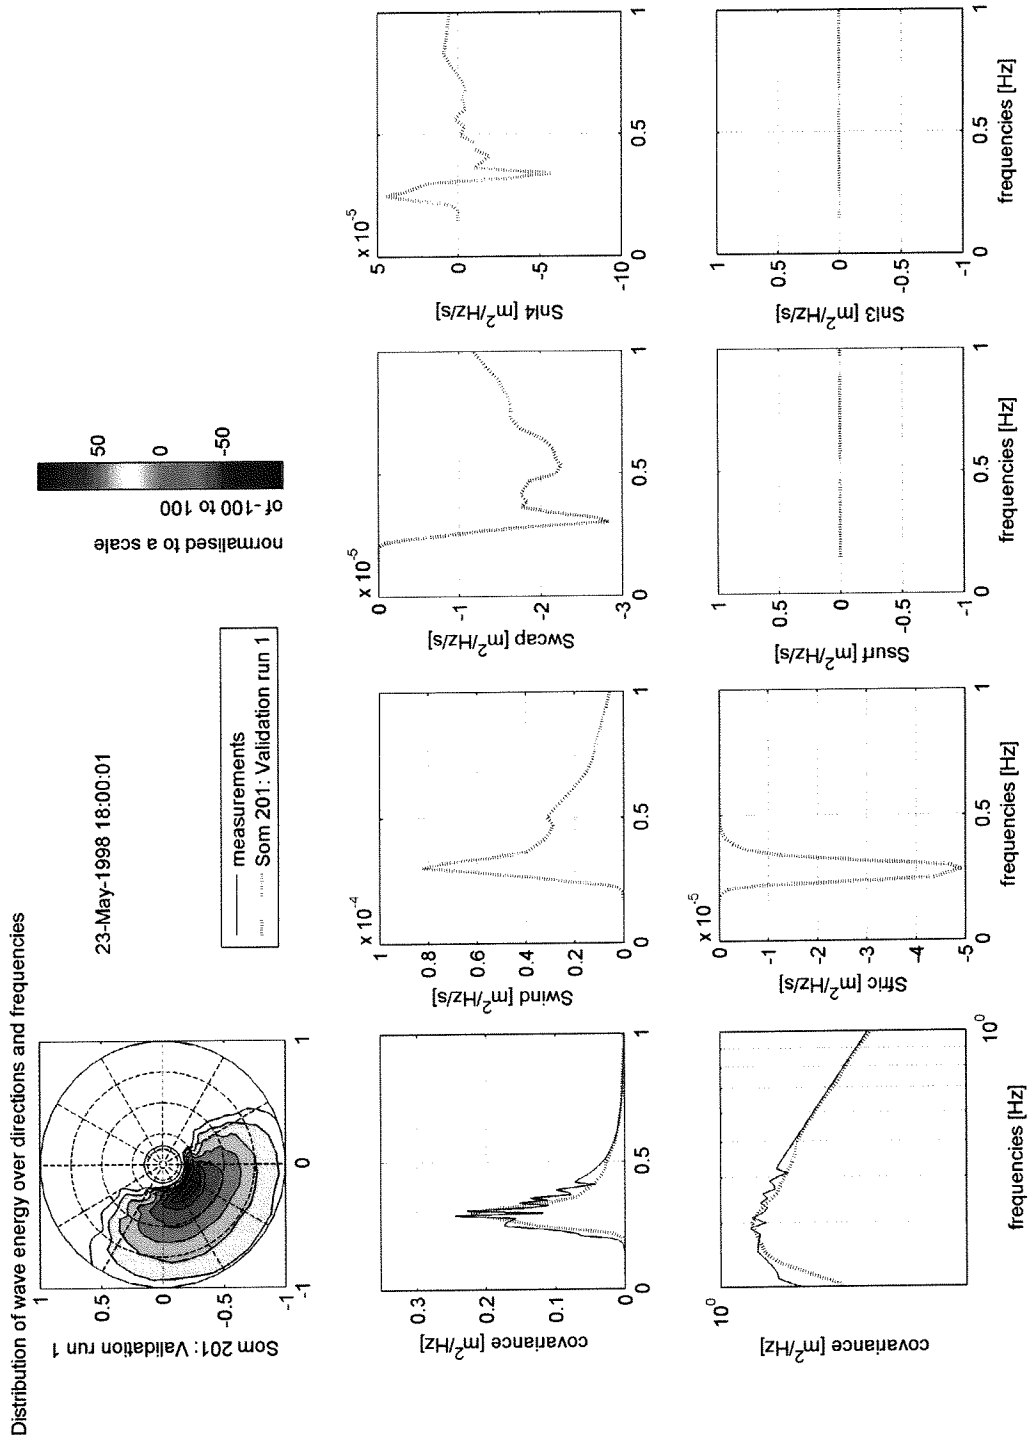 Distribution of wave energy over directions and frequencies
23-May-1998 18:00:01
Som 201: Validation run 1
1
0.5
0
-0.5
-1
-1
0
1
measurements
Som 201: Validation run 1
normalised to a scale
of -100 to 100
50
0
-50
covariance [m²/Hz]
0.3
0.2
0.1
0
0
0.5
1
Swind [m²/Hz/s]
x 10⁻⁴
1
0.8
0.6
0.4
0.2
0
0
0.5
1
Swcap [m²/Hz/s]
x 10⁻⁵
0
-1
-2
-3
0
0.5
1
Snl4 [m²/Hz/s]
x 10⁻⁵
5
0
-5
-10
0
0.5
1
covariance [m²/Hz]
10⁰
10⁰
frequencies [Hz]
Sfric [m²/Hz/s]
x 10⁻⁵
0
-1
-2
-3
-4
-5
0
0.5
1
frequencies [Hz]
Ssurf [m²/Hz/s]
1
0.5
0
-0.5
-1
0
0.5
1
frequencies [Hz]
Snl3 [m²/Hz/s]
1
0.5
0
-0.5
-1
0
0.5
1
frequencies [Hz]